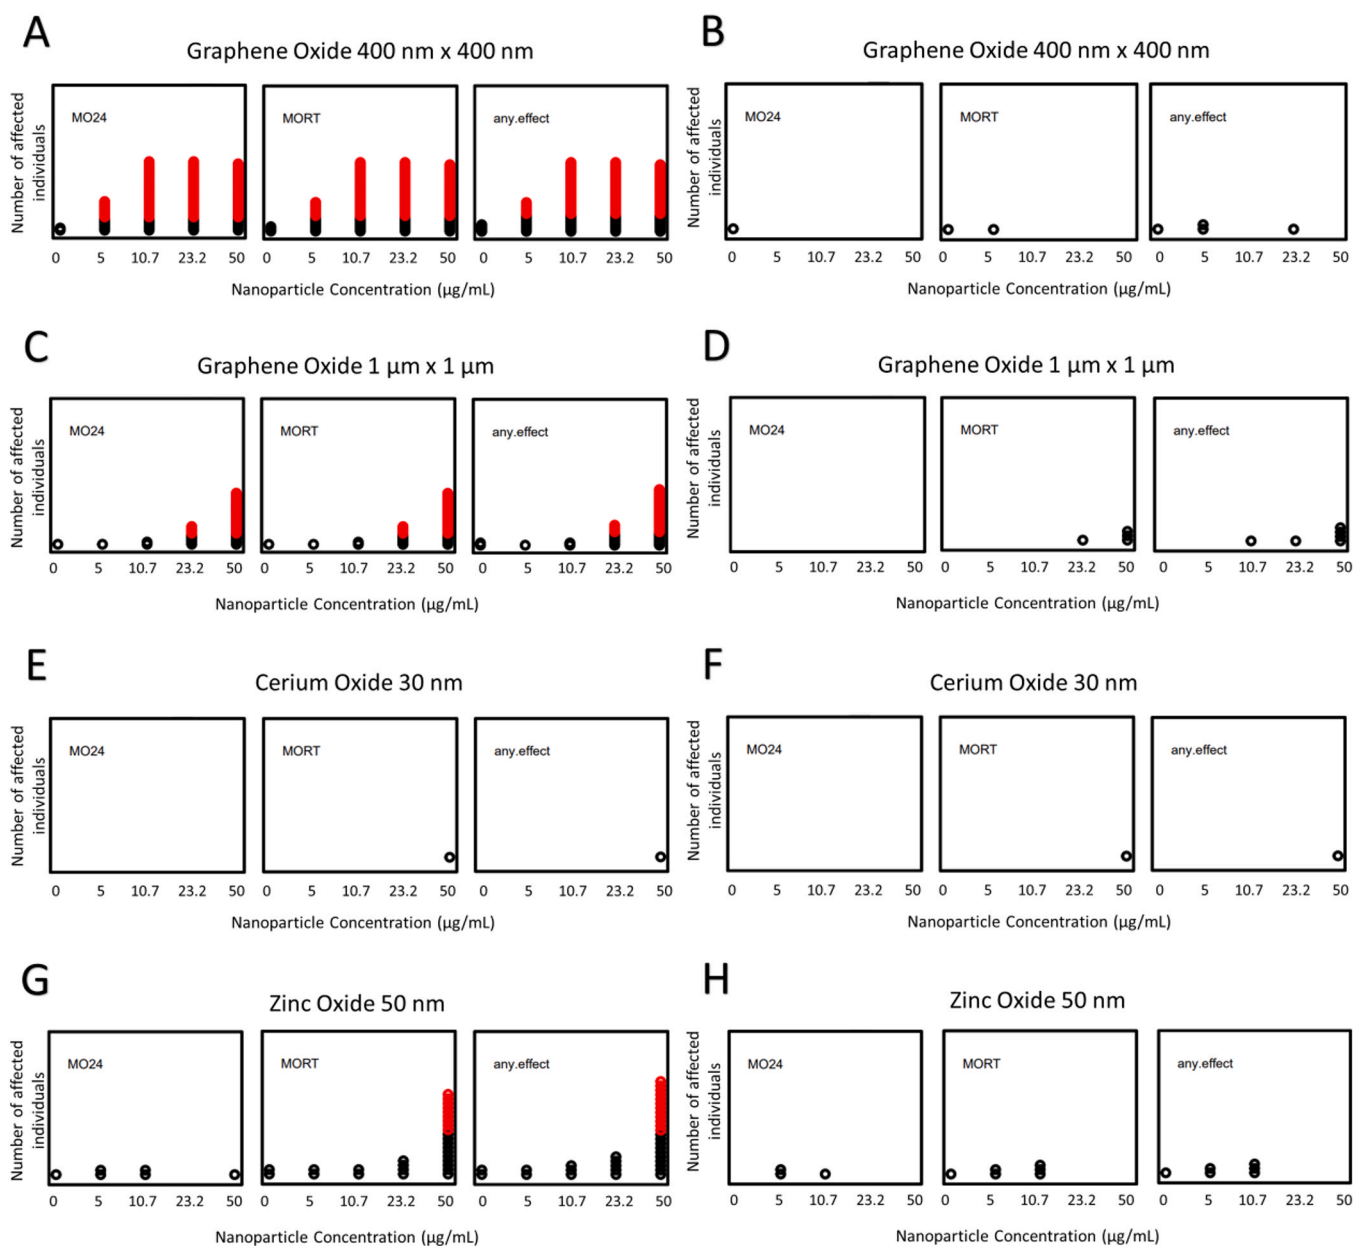 A
Graphene Oxide 400 nm x 400 nm
Number of affected
individuals
MO24
MORT
any.effect
0 5 10.7 23.2 50
0 5 10.7 23.2 50
0 5 10.7 23.2 50
Nanoparticle Concentration (µg/mL)
B
Graphene Oxide 400 nm x 400 nm
Number of affected
individuals
MO24
MORT
any.effect
0 5 10.7 23.2 50
0 5 10.7 23.2 50
0 5 10.7 23.2 50
Nanoparticle Concentration (µg/mL)
C
Graphene Oxide 1 µm x 1 µm
Number of affected
individuals
MO24
MORT
any.effect
0 5 10.7 23.2 50
0 5 10.7 23.2 50
0 5 10.7 23.2 50
Nanoparticle Concentration (µg/mL)
D
Graphene Oxide 1 µm x 1 µm
Number of affected
individuals
MO24
MORT
any.effect
0 5 10.7 23.2 50
0 5 10.7 23.2 50
0 5 10.7 23.2 50
Nanoparticle Concentration (µg/mL)
E
Cerium Oxide 30 nm
Number of affected
individuals
MO24
MORT
any.effect
0 5 10.7 23.2 50
0 5 10.7 23.2 50
0 5 10.7 23.2 50
Nanoparticle Concentration (µg/mL)
F
Cerium Oxide 30 nm
Number of affected
individuals
MO24
MORT
any.effect
0 5 10.7 23.2 50
0 5 10.7 23.2 50
0 5 10.7 23.2 50
Nanoparticle Concentration (µg/mL)
G
Zinc Oxide 50 nm
Number of affected
individuals
MO24
MORT
any.effect
0 5 10.7 23.2 50
0 5 10.7 23.2 50
0 5 10.7 23.2 50
Nanoparticle Concentration (µg/mL)
H
Zinc Oxide 50 nm
Number of affected
individuals
MO24
MORT
any.effect
0 5 10.7 23.2 50
0 5 10.7 23.2 50
0 5 10.7 23.2 50
Nanoparticle Concentration (µg/mL)